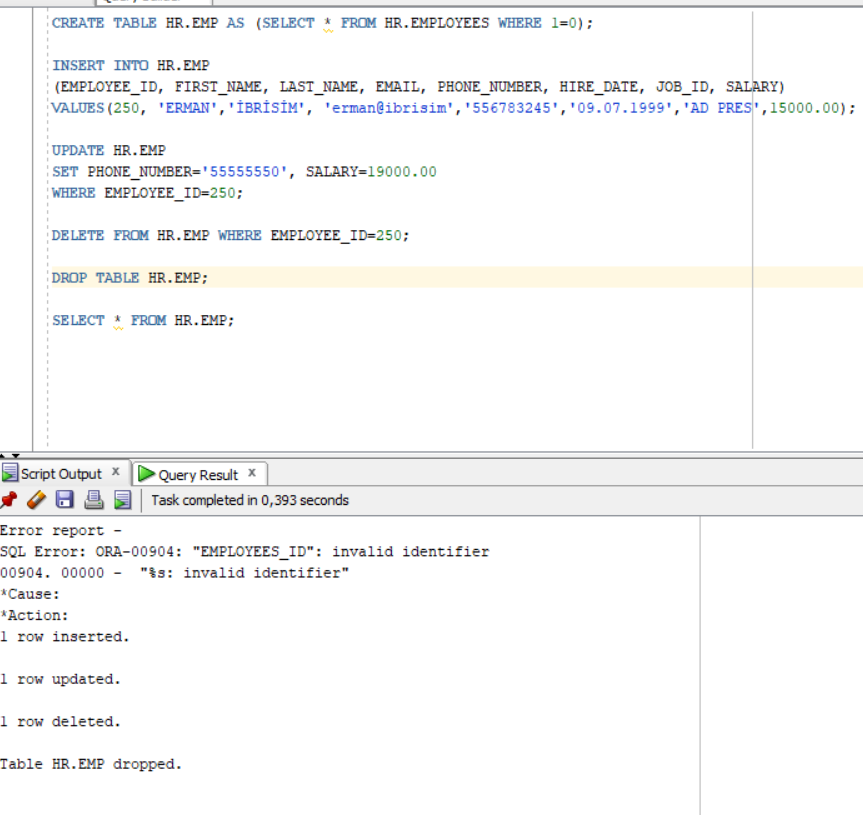 CREATE TABLE HR.EMP AS (SELECT * FROM HR.EMPLOYEES WHERE 1=0);
INSERT INTO HR.EMP
(EMPLOYEE_ID, FIRST_NAME, LAST_NAME, EMAIL, PHONE_NUMBER, HIRE_DATE, JOB_ID, SALARY)
VALUES(250, 'ERMAN','İBRİSİM', 'erman@ibrisim','556783245','09.07.1999','AD PRES',15000.00);
UPDATE HR.EMP
SET PHONE_NUMBER='55555550', SALARY=19000.00
WHERE EMPLOYEE_ID=250;
DELETE FROM HR.EMP WHERE EMPLOYEE_ID=250;
DROP TABLE HR.EMP;
SELECT * FROM HR.EMP;
Script Output x Query Result x
Task completed in 0,393 seconds
Error report -
SQL Error: ORA-00904: "EMPLOYEES_ID": invalid identifier
00904. 00000 -  "%s: invalid identifier"
*Cause:
*Action:
1 row inserted.
1 row updated.
1 row deleted.
Table HR.EMP dropped.